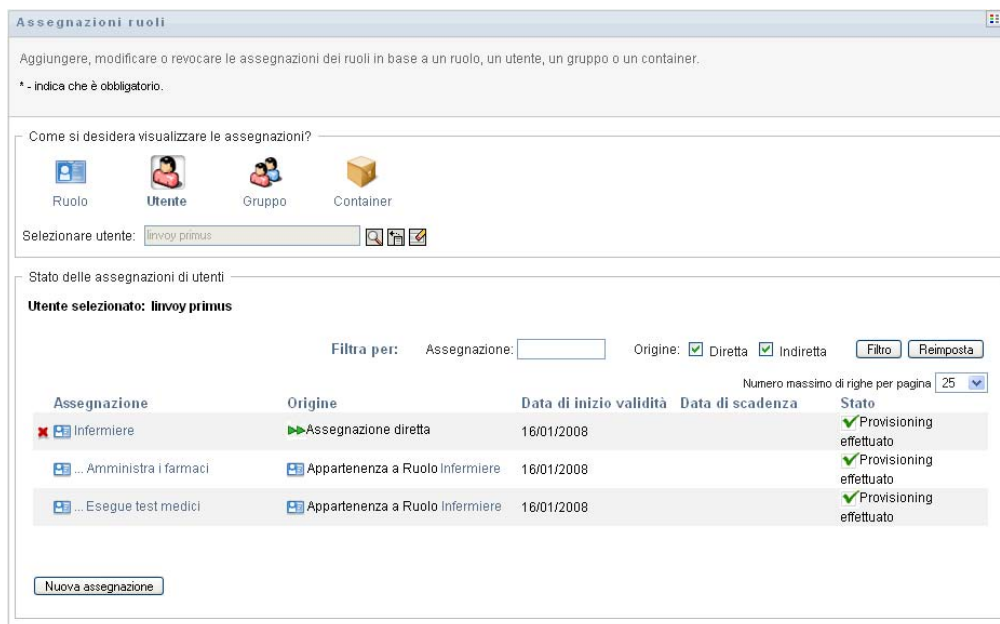 Assegnazioni ruoli
Aggiungere, modificare o revocare le assegnazioni dei ruoli in base a un ruolo, un utente, un gruppo o un container.
* - indica che è obbligatorio.
Come si desidera visualizzare le assegnazioni?
Ruolo Utente Gruppo Container
Selezionare utente: linvoy primus
Stato delle assegnazioni di utenti
Utente selezionato: linvoy primus
Filtra per: Assegnazione: Origine: Diretta Indiretta Filtro Reimposta
Numero massimo di righe per pagina 25
Assegnazione Origine Data di inizio validità Data di scadenza Stato
Infermiere Assegnazione diretta 16/01/2008 Provisioning
effettuato
... Amministra i farmaci Appartenenza a Ruolo Infermiere 16/01/2008 Provisioning
effettuato
... Esegue test medici Appartenenza a Ruolo Infermiere 16/01/2008 Provisioning
effettuato
Nuova assegnazione